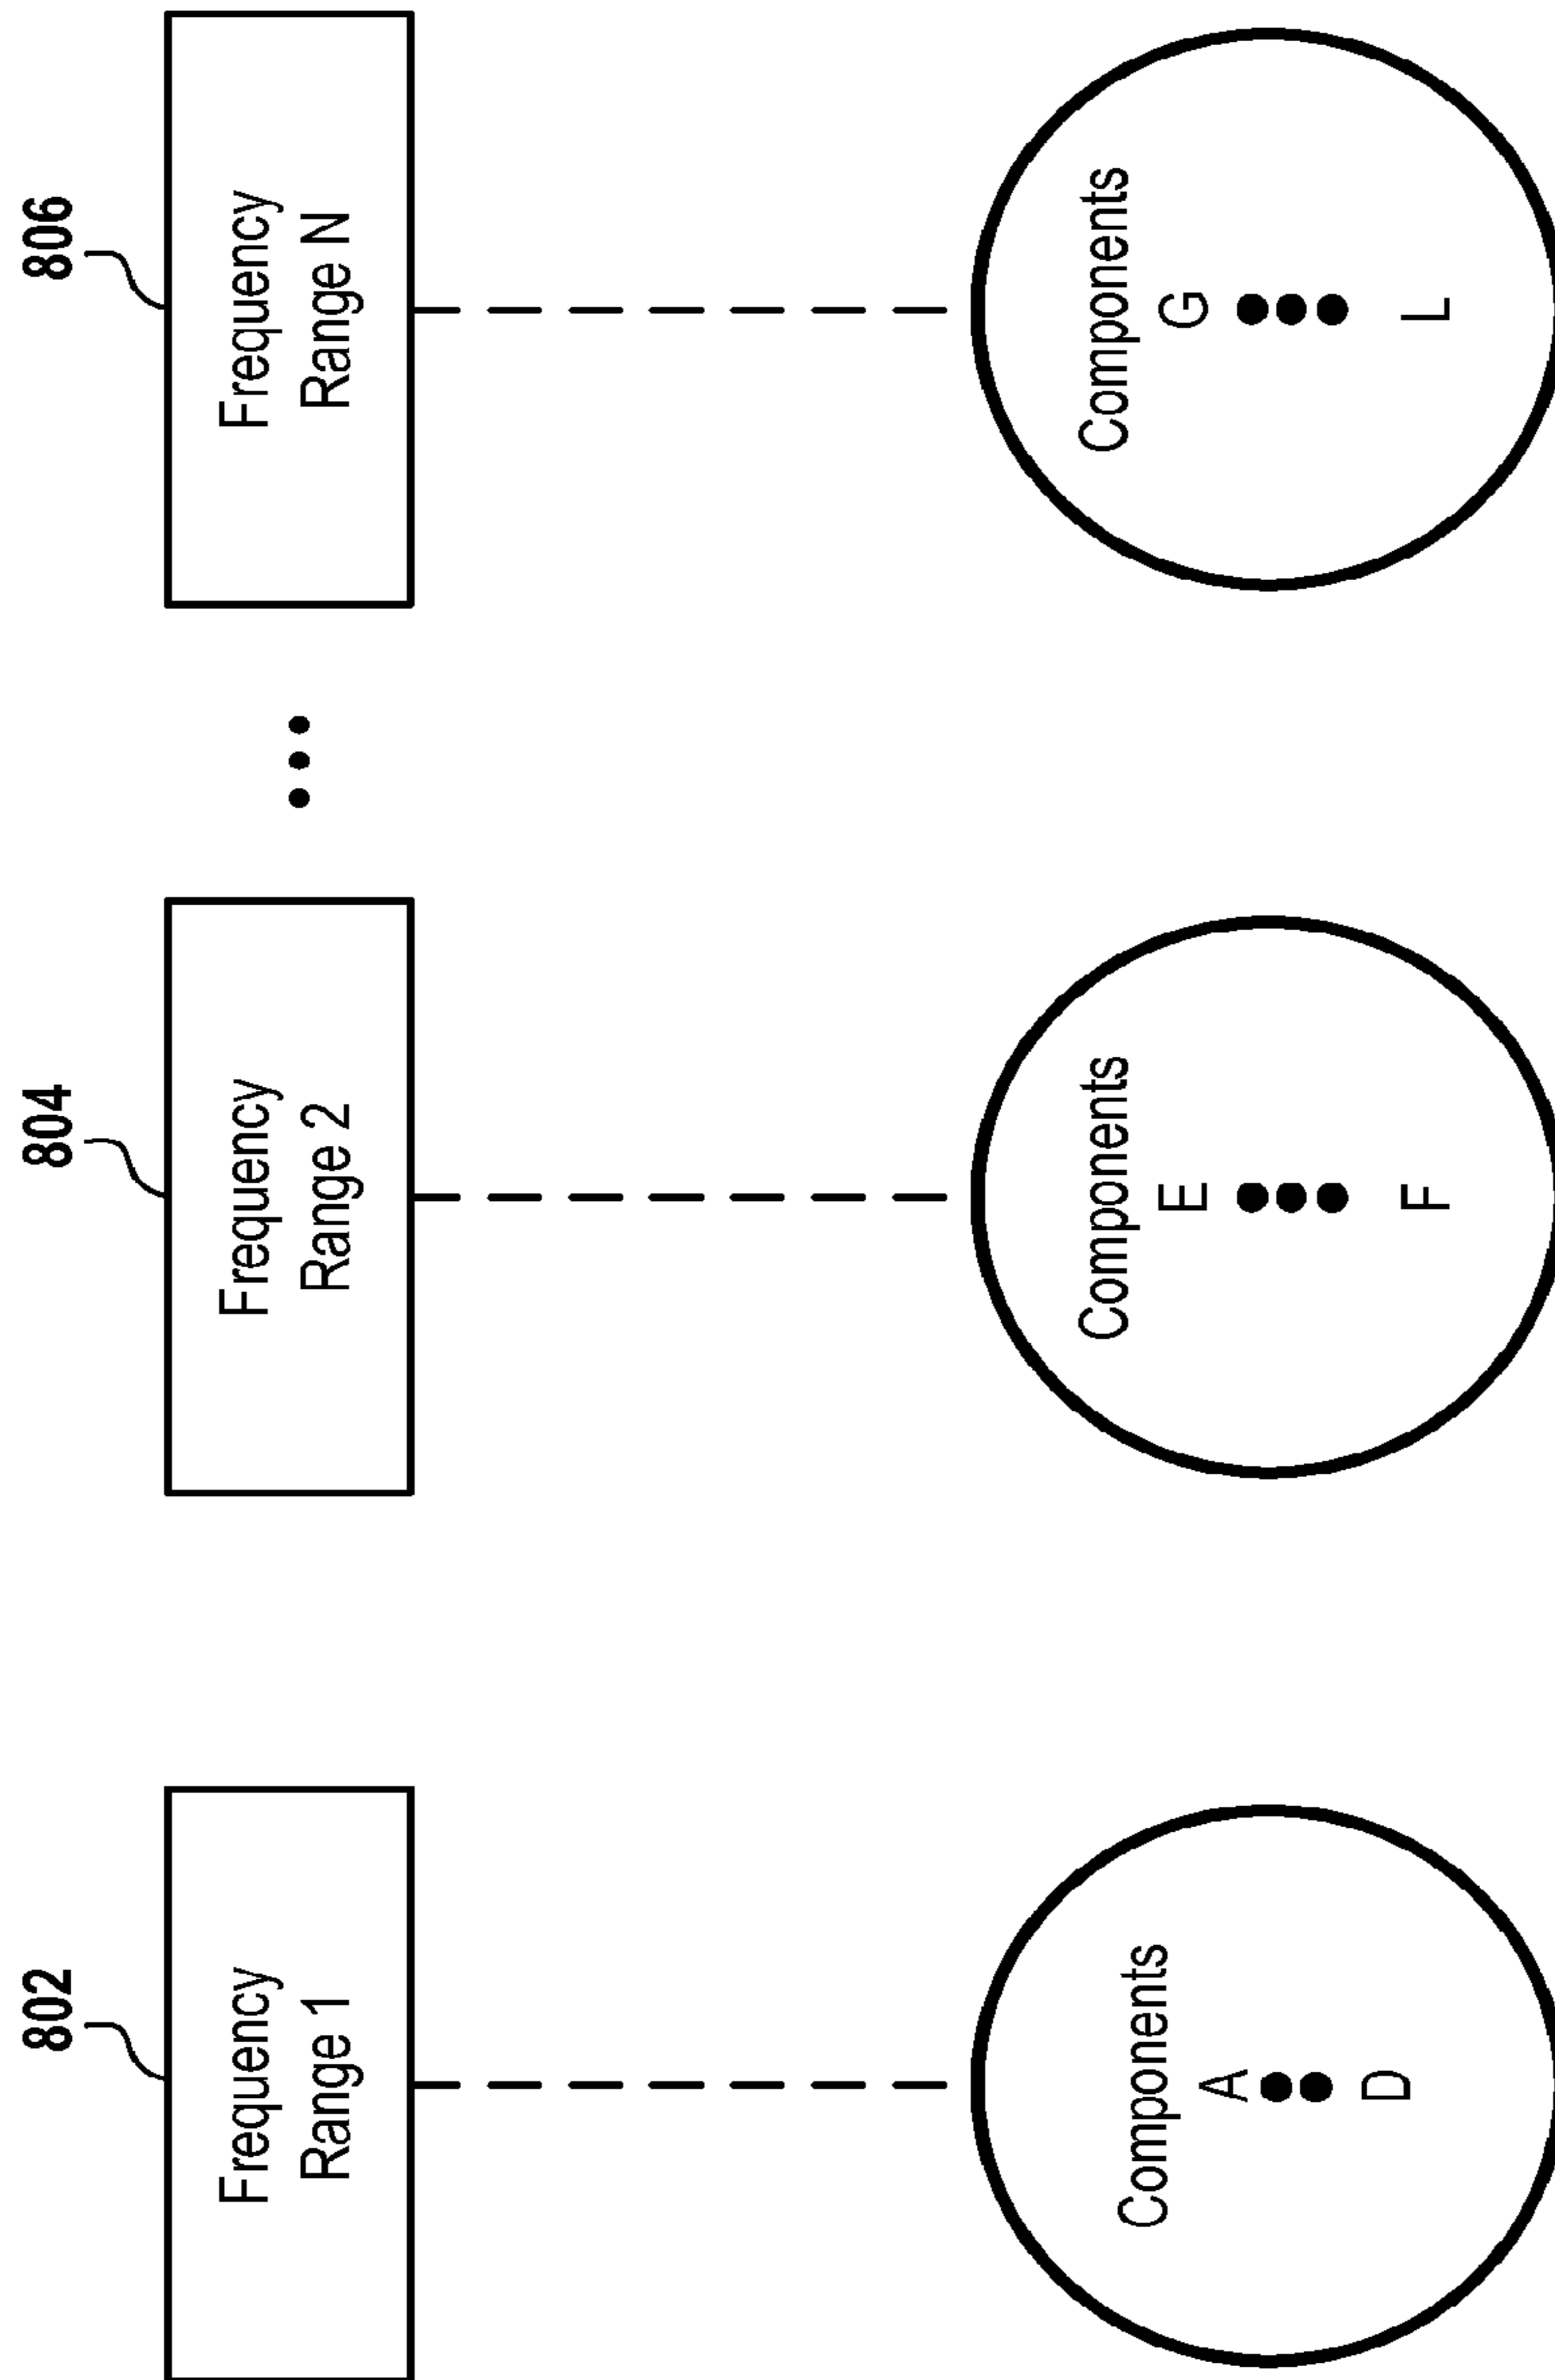 802
Frequency
Range 1
Components
A
D
804
Frequency
Range 2
Components
E
F
806
Frequency
Range N
Components
G
L